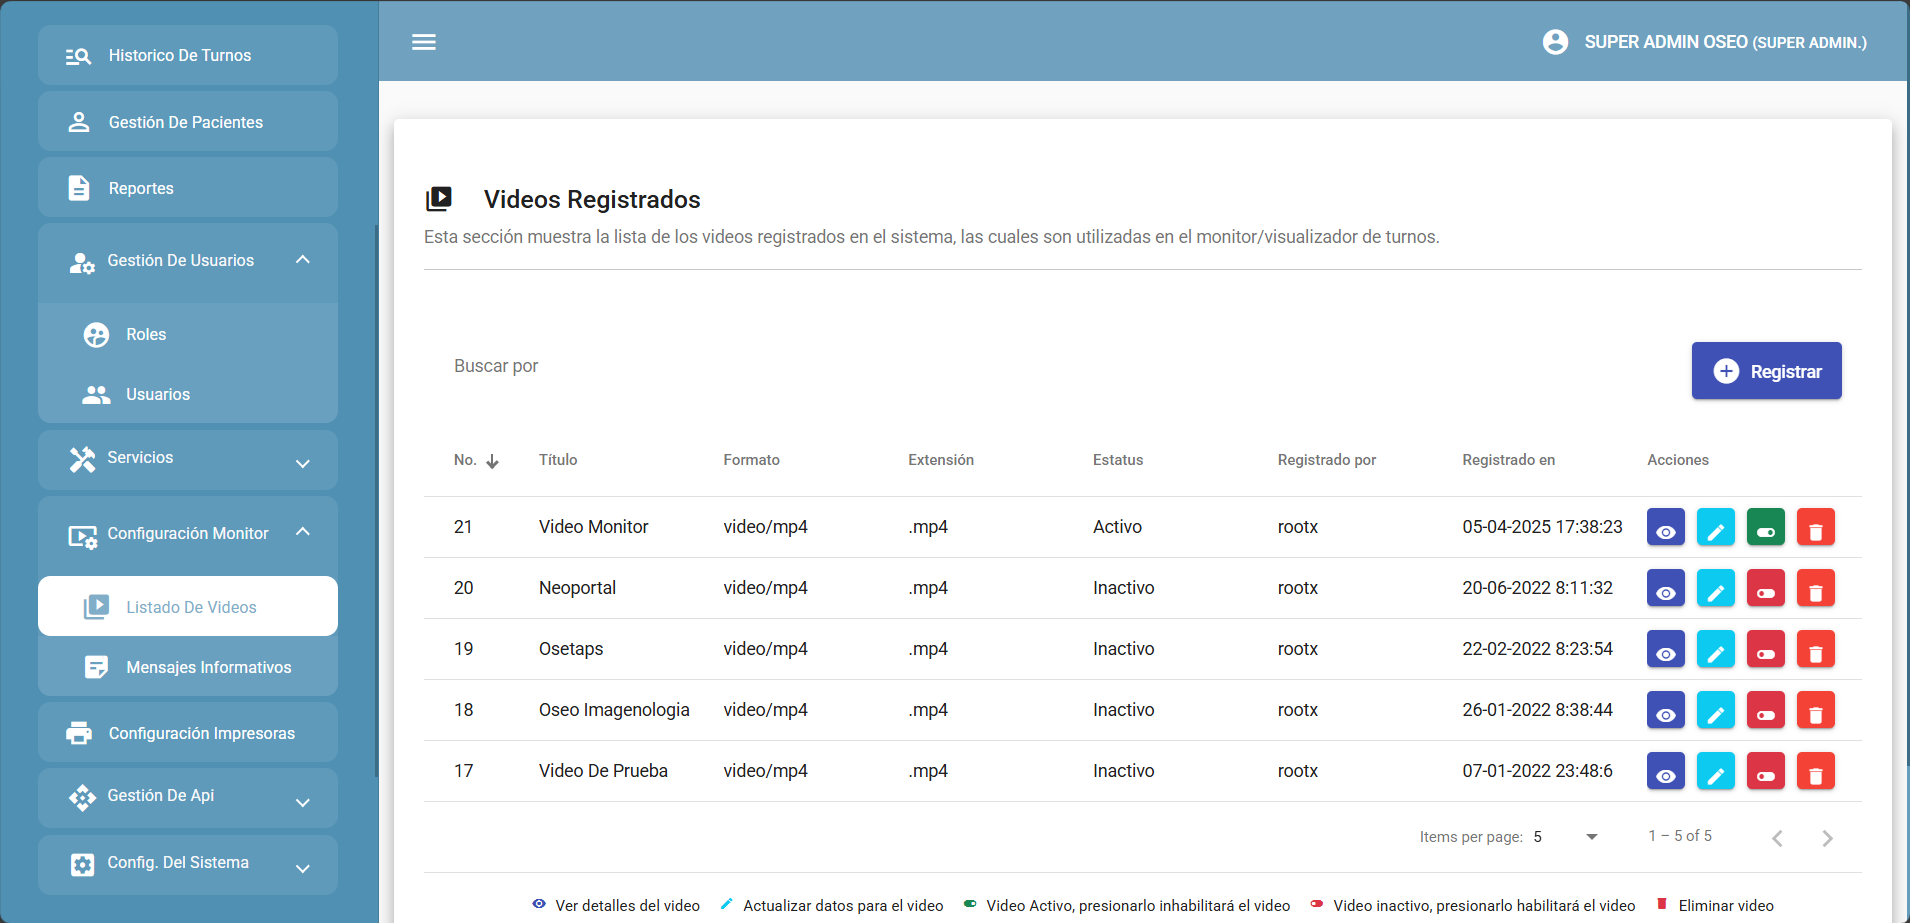 Historico De Turnos
Gestión De Pacientes
Reportes
Gestión De Usuarios
Roles
Usuarios
Servicios
Configuración Monitor
Listado De Videos
Mensajes Informativos
Configuración Impresoras
Gestión De Api
Config. Del Sistema
SUPER ADMIN OSEO (SUPER ADMIN.)
Videos Registrados
Esta sección muestra la lista de los videos registrados en el sistema, las cuales son utilizadas en el monitor/visualizador de turnos.
Buscar por
Registrar
No. Título Formato Extensión Estatus Registrado por Registrado en Acciones
21 Video Monitor video/mp4 .mp4 Activo rootx 05-04-2025 17:38:23
20 Neoportal video/mp4 .mp4 Inactivo rootx 20-06-2022 8:11:32
19 Osetaps video/mp4 .mp4 Inactivo rootx 22-02-2022 8:23:54
18 Oseo Imagenologia video/mp4 .mp4 Inactivo rootx 26-01-2022 8:38:44
17 Video De Prueba video/mp4 .mp4 Inactivo rootx 07-01-2022 23:48:6
Items per page: 5 1 – 5 of 5
Ver detalles del video Actualizar datos para el video Video Activo, presionarlo inhabilitará el video Video inactivo, presionarlo habilitará el video Eliminar video